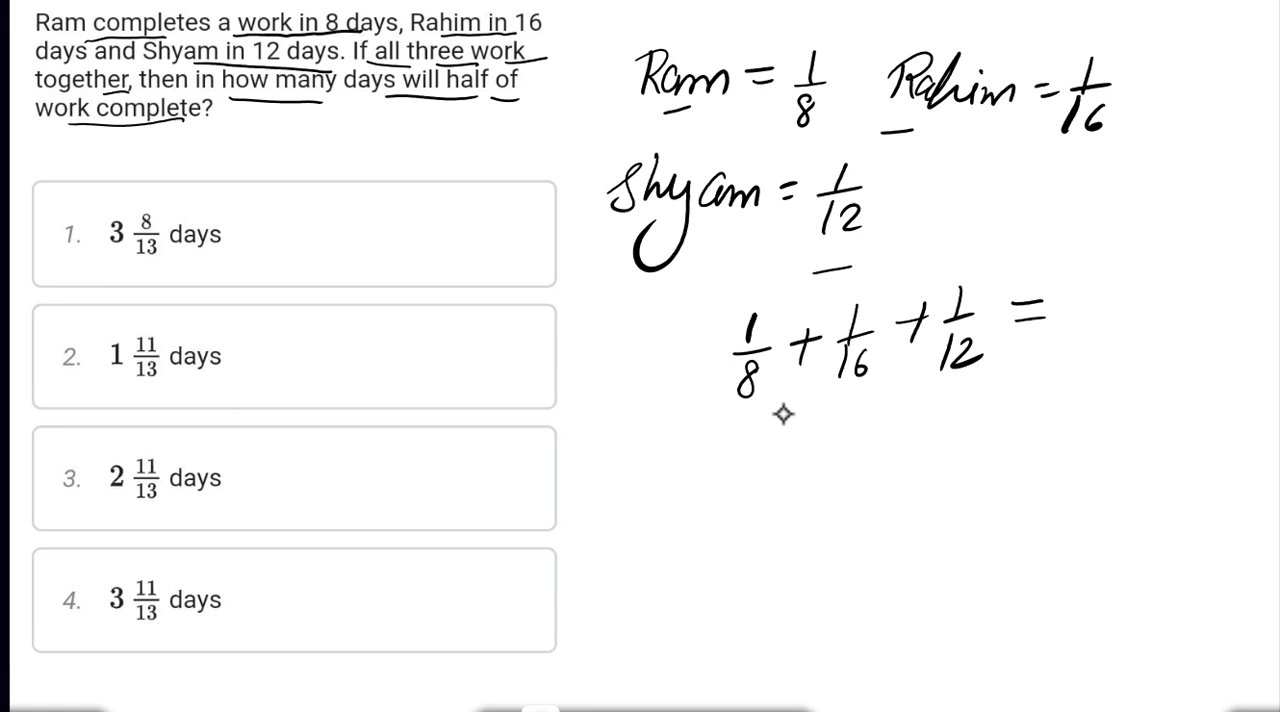 Ram completes a work in 8 days, Rahim in 16
days and Shyam in 12 days. If all three work
together, then in how many days will half of
work complete?
1. 3 8/13 days
2. 1 11/13 days
3. 2 11/13 days
4. 3 11/13 days
Ram = 1/8 Rahim = 1/16
Shyam = 1/12
1/8 + 1/16 + 1/12 =